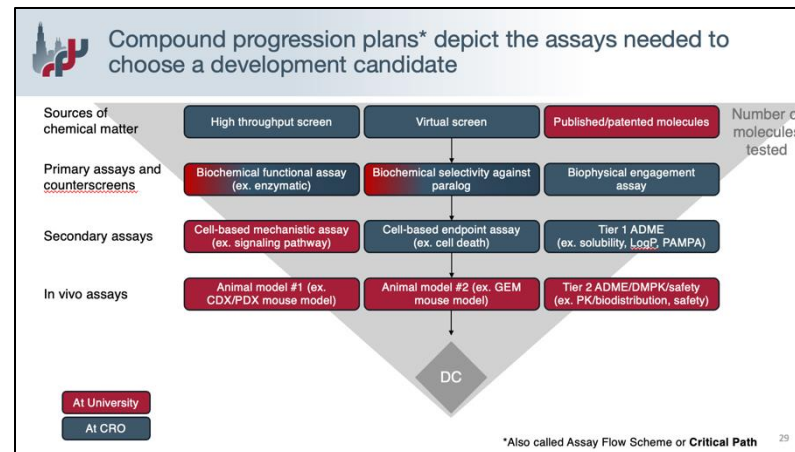 Compound progression plans* depict the assays needed to
choose a development candidate
Sources of
chemical matter
High throughput screen
Virtual screen
Published/patented molecules
Number
molecules
tested
Primary assays and
counterscreens
Biochemical functional assay
(ex. enzymatic)
Biochemical selectivity against
paralog
Biophysical engagement
assay
Secondary assays
Cell-based mechanistic assay
(ex. signaling pathway)
Cell-based endpoint assay
(ex. cell death)
Tier 1 ADME
(ex. solubility, LogP, PAMPA)
In vivo assays
Animal model #1 (ex.
CDX/PDX mouse model)
Animal model #2 (ex. GEM
mouse model)
Tier 2 ADME/DMPK/safety
(ex. PK/biodistribution, safety)
DC
At University
At CRO
*Also called Assay Flow Scheme or Critical Path
29